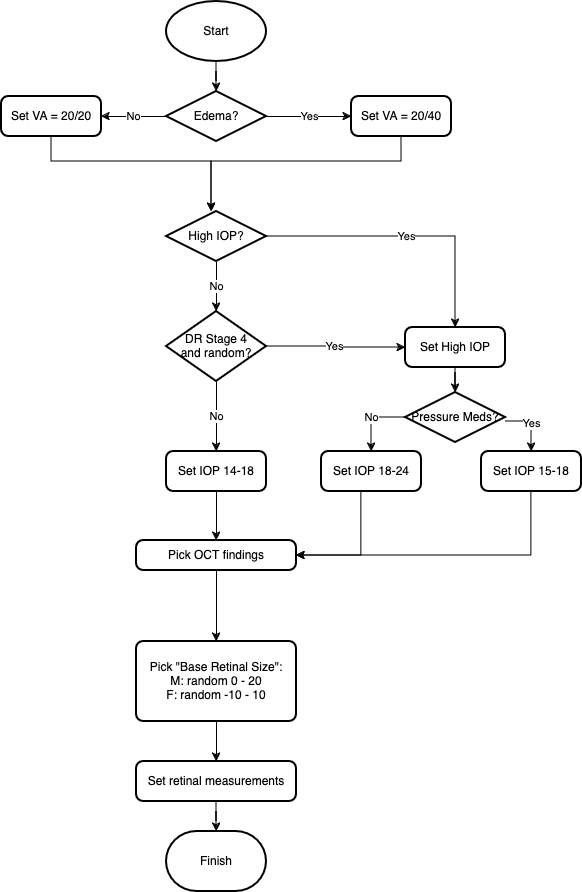 Start
Edema?
No
Yes
Set VA = 20/20
Set VA = 20/40
High IOP?
Yes
No
DR Stage 4
and random?
Yes
Set High IOP
No
Pressure Meds?
No
Yes
Set IOP 14-18
Set IOP 18-24
Set IOP 15-18
Pick OCT findings
Pick "Base Retinal Size":
M: random 0 - 20
F: random -10 - 10
Set retinal measurements
Finish